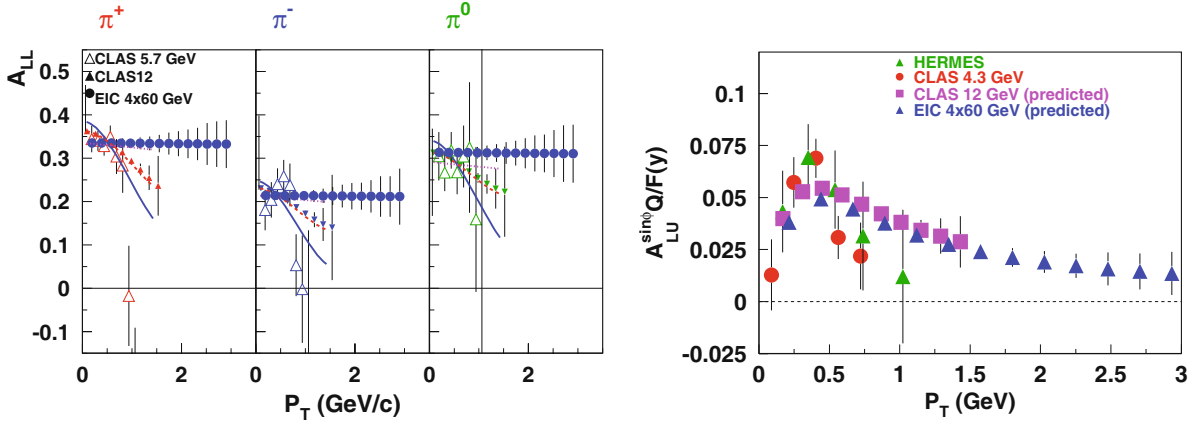 π+ π- π0
A_LL
0.5
0.4
0.3
0.2
0.1
0
-0.1
CLAS 5.7 GeV
CLAS12
EIC 4x60 GeV
0 2 0 2 0 2
P_T (GeV/c)
A_LU^sinϕ Q/F(y)
0.1
0.075
0.05
0.025
0
-0.025
HERMES
CLAS 4.3 GeV
CLAS 12 GeV (predicted)
EIC 4x60 GeV (predicted)
0 0.5 1 1.5 2 2.5 3
P_T (GeV)